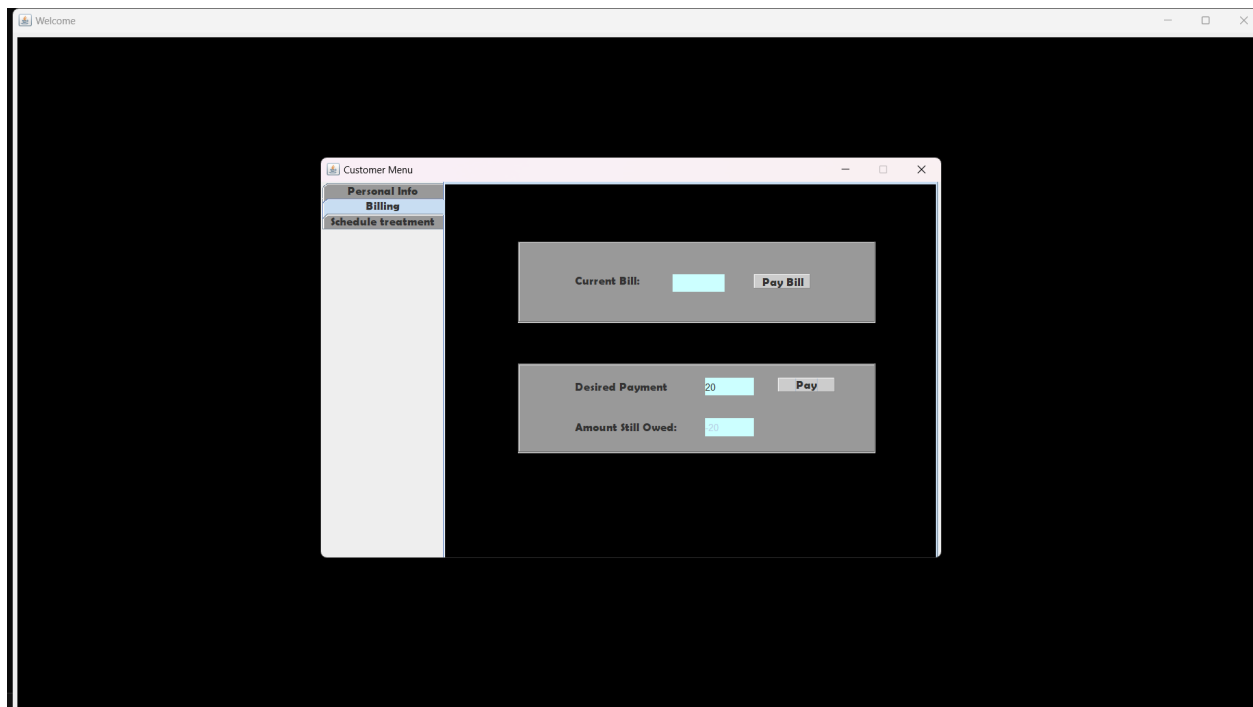 Welcome
Customer Menu
Personal Info
Billing
Schedule treatment
Current Bill:
Pay Bill
Desired Payment
20
Pay
Amount Still Owed:
-20